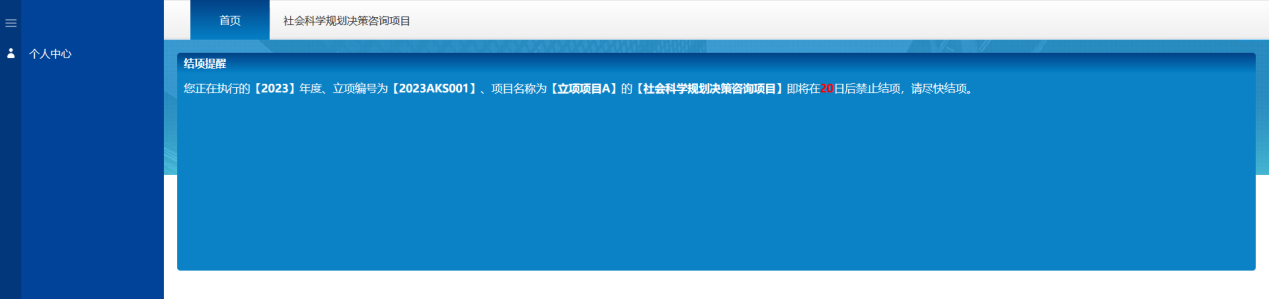 首页
社会科学规划决策咨询项目
个人中心
结项提醒
您正在执行的【2023】年度、立项编号为【2023AKS001】、项目名称为【立项项目A】的【社会科学规划决策咨询项目】即将在20日后禁止结项，请尽快结项。